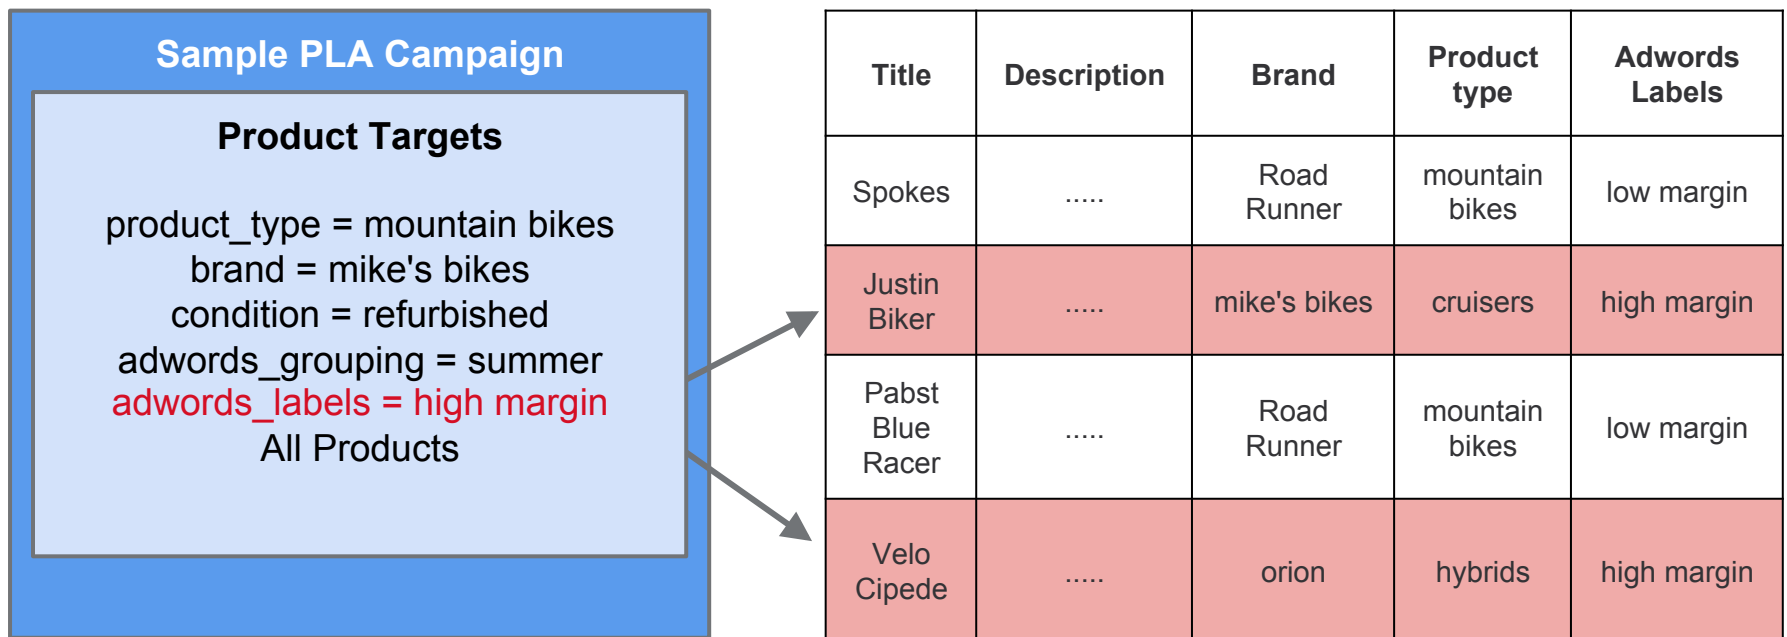 Sample PLA Campaign
Product Targets
product_type = mountain bikes
brand = mike's bikes
condition = refurbished
adwords_grouping = summer
adwords_labels = high margin
All Products
Title
Description
Brand
Product
type
Adwords
Labels
Spokes
.....
Road
Runner
mountain
bikes
low margin
Justin
Biker
.....
mike's bikes
cruisers
high margin
Pabst
Blue
Racer
.....
Road
Runner
mountain
bikes
low margin
Velo
Cipede
.....
orion
hybrids
high margin